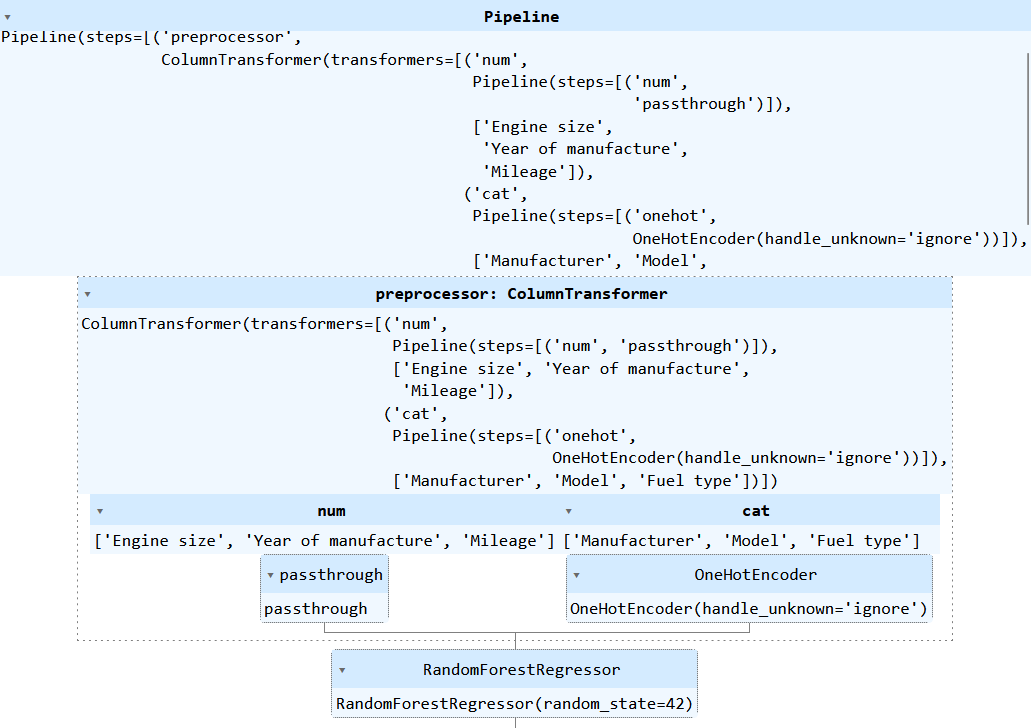 Pipeline
Pipeline(steps=[('preprocessor',
ColumnTransformer(transformers=[('num',
Pipeline(steps=[('num',
'passthrough')]),
['Engine size',
'Year of manufacture',
'Mileage']),
('cat',
Pipeline(steps=[('onehot',
OneHotEncoder(handle_unknown='ignore'))]),
['Manufacturer', 'Model',
preprocessor: ColumnTransformer
ColumnTransformer(transformers=[('num',
Pipeline(steps=[('num', 'passthrough')]),
['Engine size', 'Year of manufacture',
'Mileage']),
('cat',
Pipeline(steps=[('onehot',
OneHotEncoder(handle_unknown='ignore'))]),
['Manufacturer', 'Model', 'Fuel type'])])
num
cat
['Engine size', 'Year of manufacture', 'Mileage']
['Manufacturer', 'Model', 'Fuel type']
passthrough
OneHotEncoder
passthrough
OneHotEncoder(handle_unknown='ignore')
RandomForestRegressor
RandomForestRegressor(random_state=42)